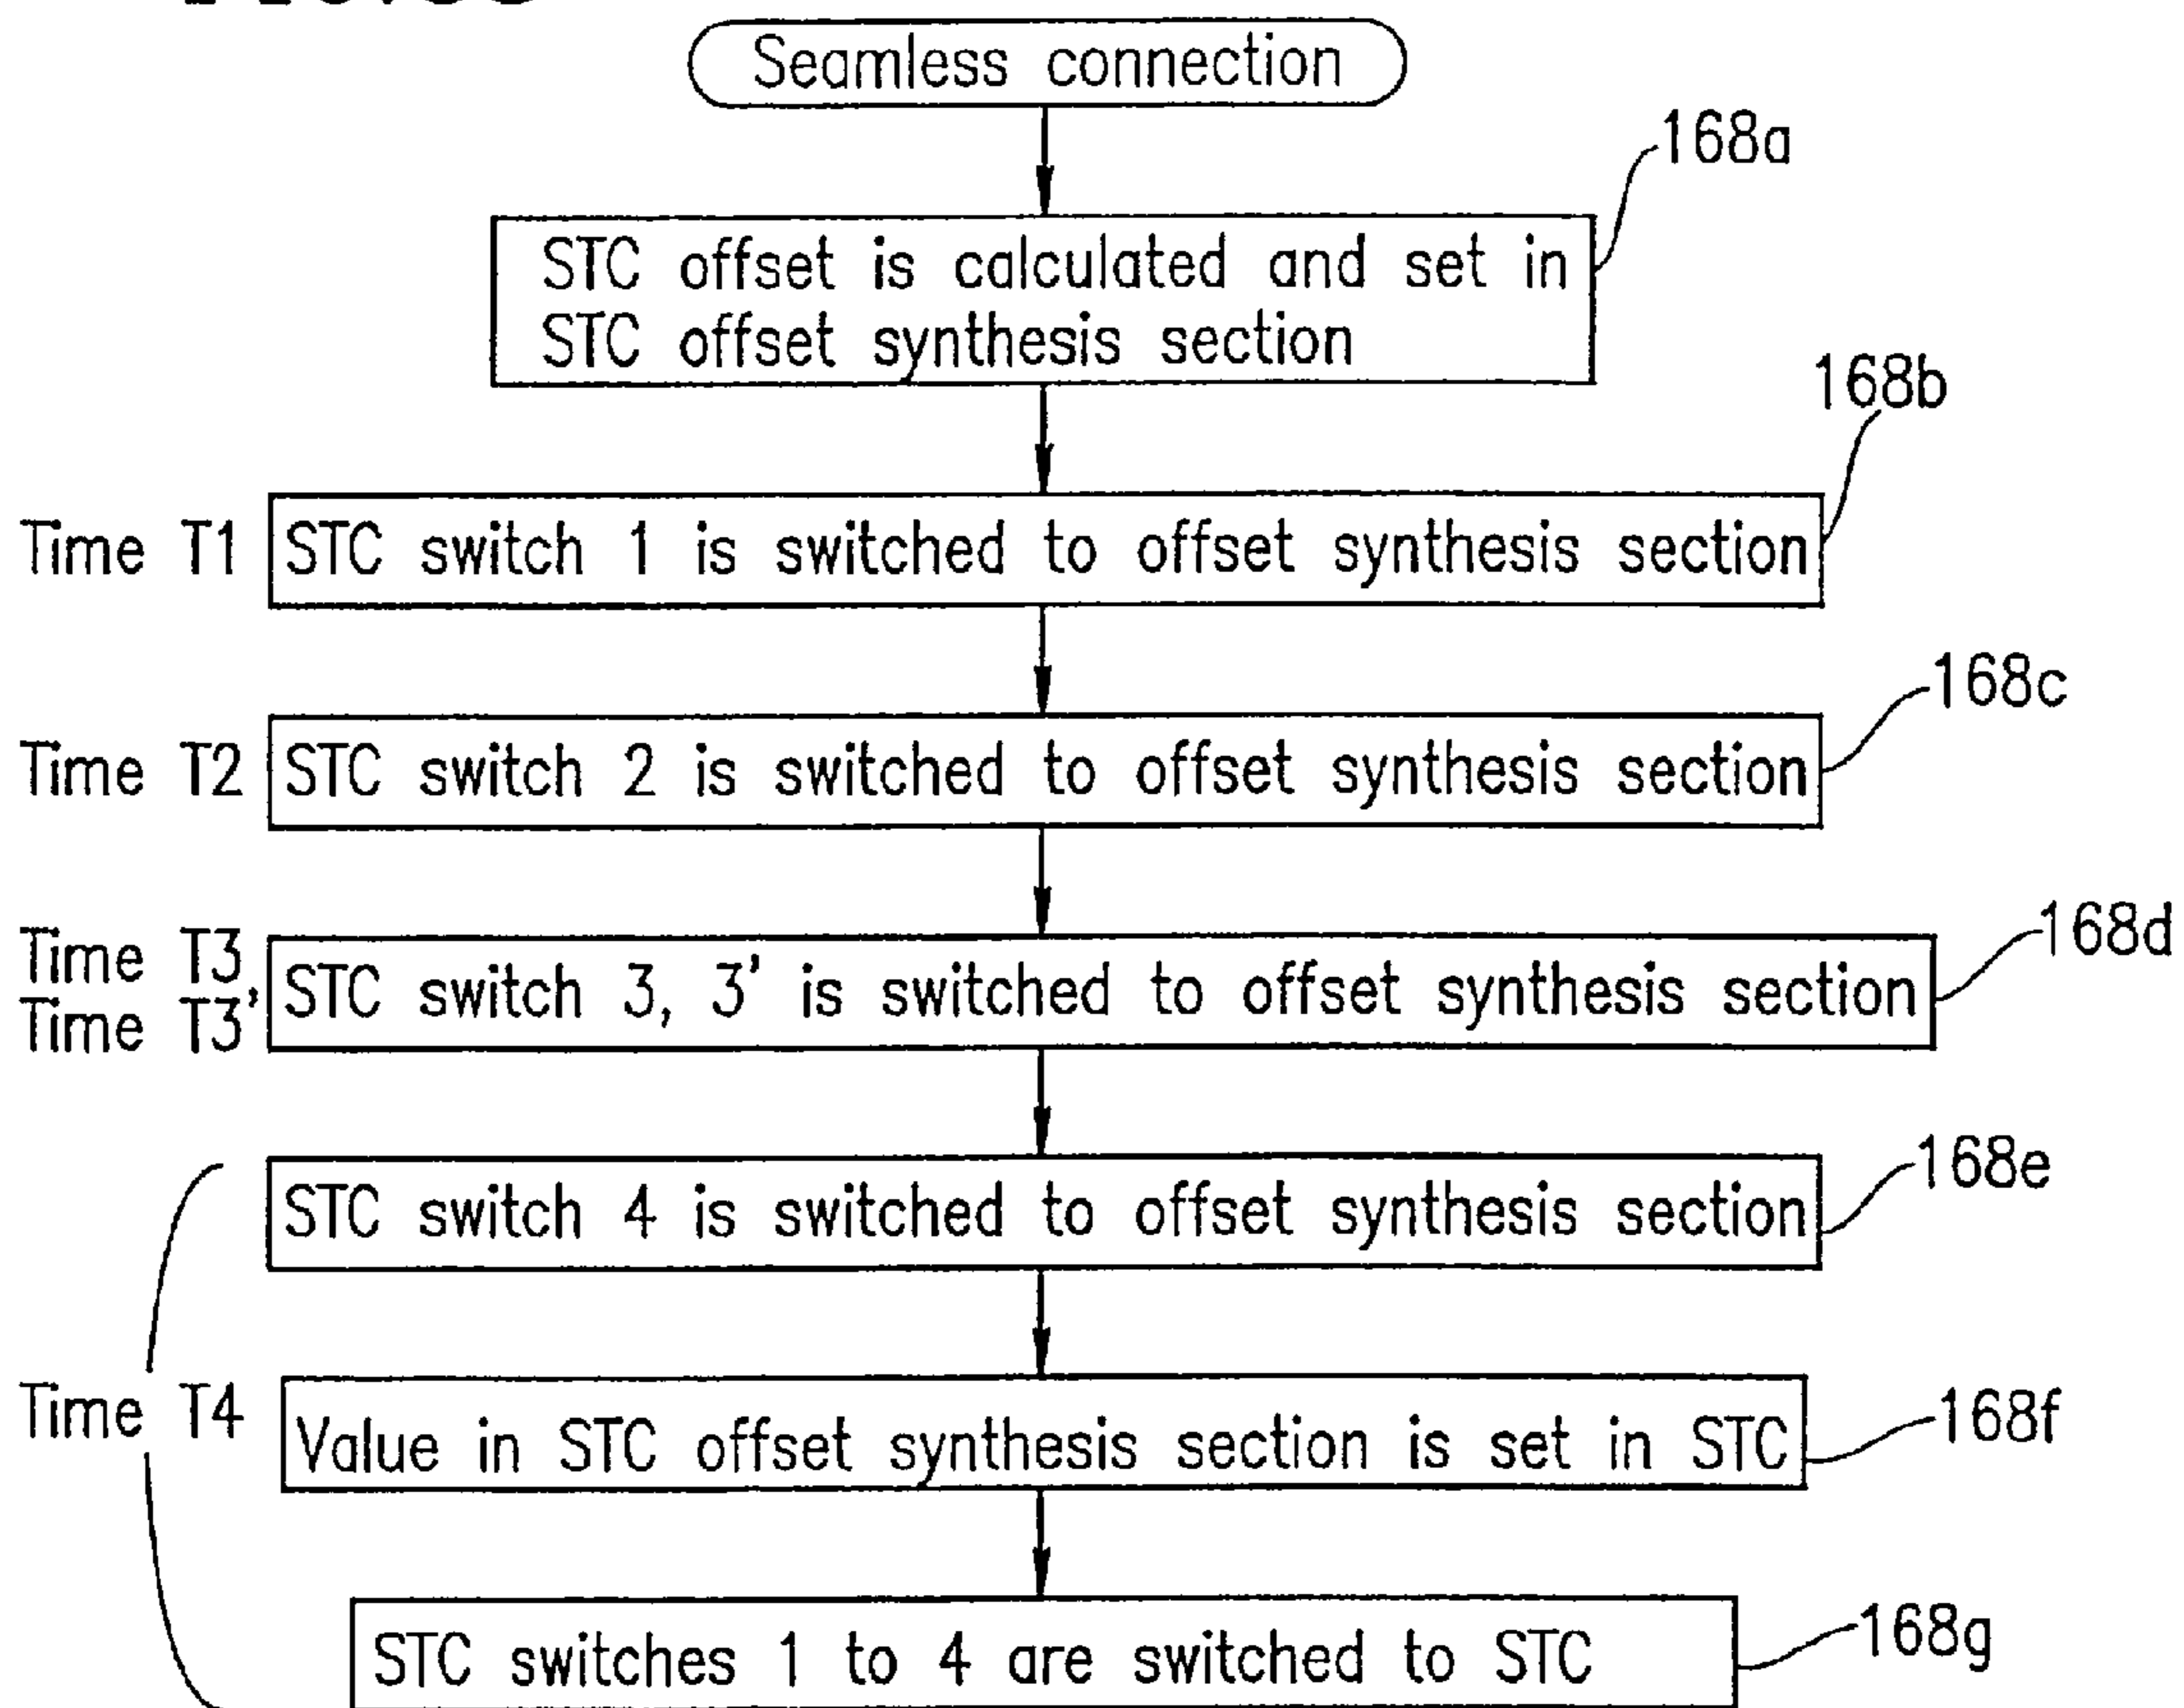 Seamless connection
168a
STC offset is calculated and set in
STC offset synthesis section
168b
Time T1 STC switch 1 is switched to offset synthesis section
168c
Time T2 STC switch 2 is switched to offset synthesis section
168d
Time T3,
Time T3'
STC switch 3, 3' is switched to offset synthesis section
168e
STC switch 4 is switched to offset synthesis section
Time T4
168f
Value in STC offset synthesis section is set in STC
168g
STC switches 1 to 4 are switched to STC